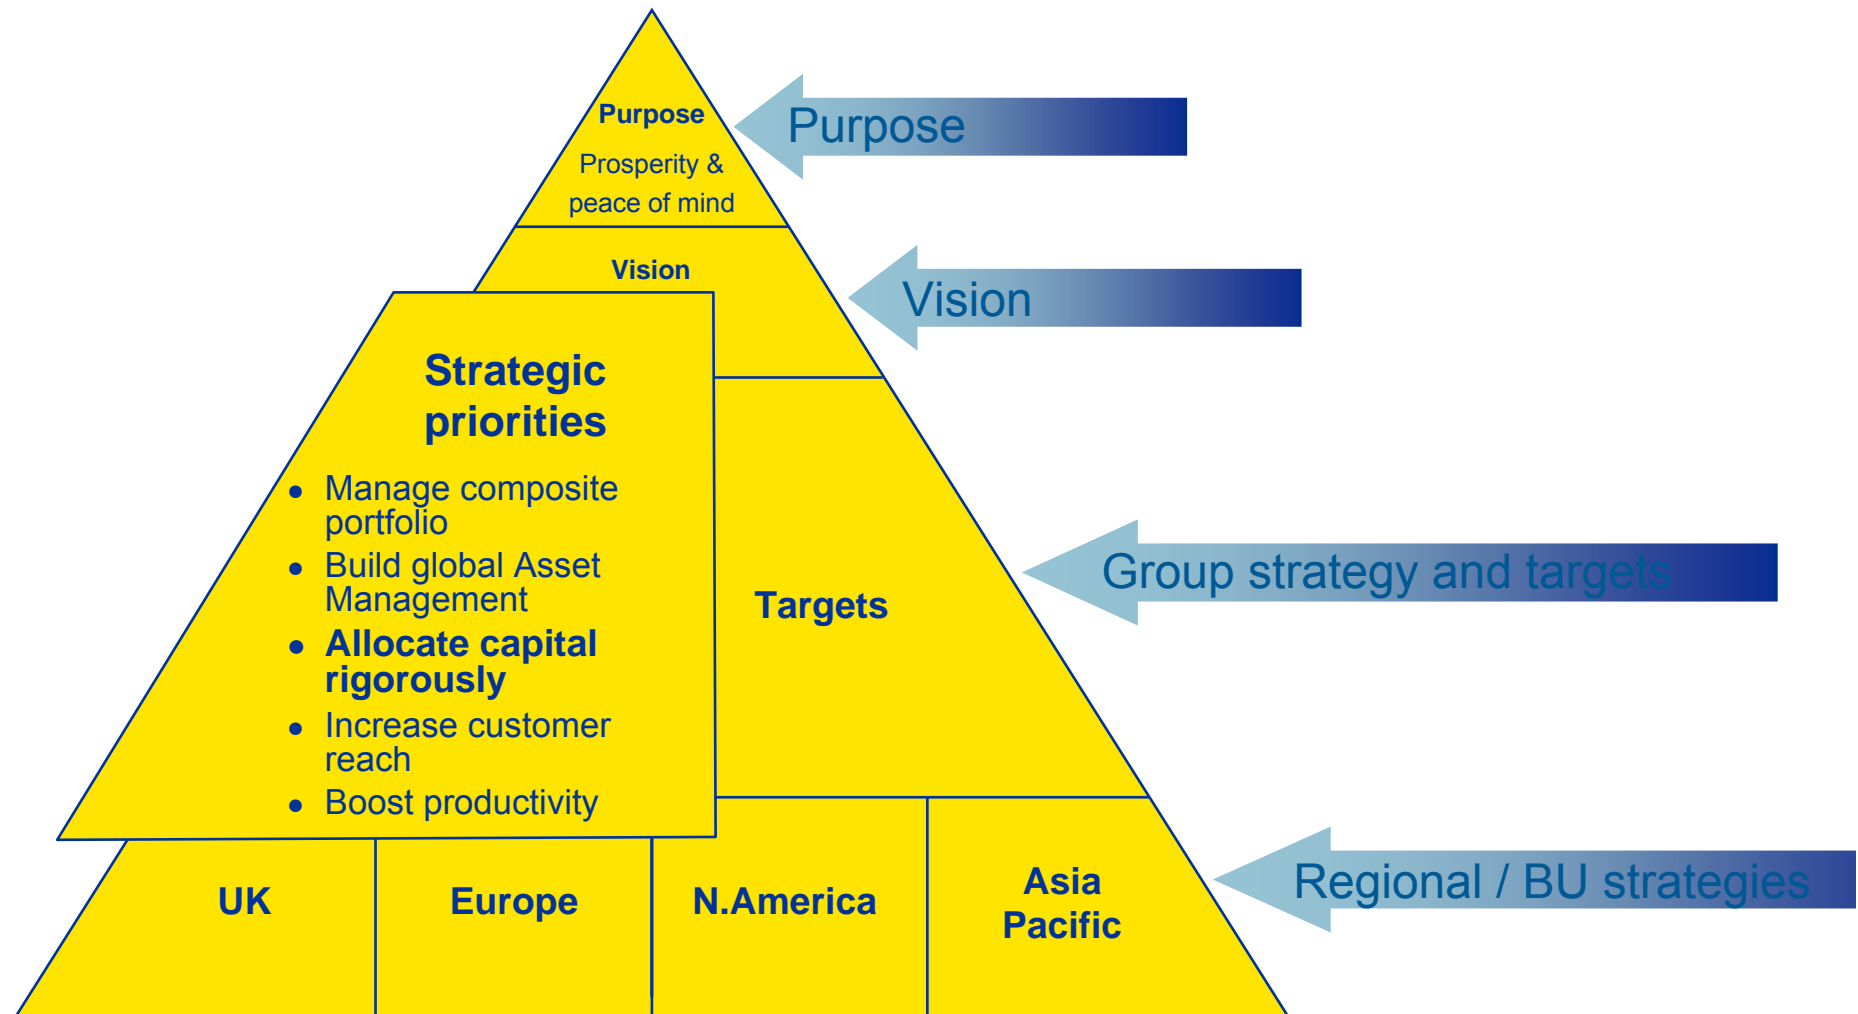 Purpose
Prosperity &
peace of mind
Purpose
Vision
Vision
Strategic
priorities
● Manage composite
portfolio
● Build global Asset
Management
● Allocate capital
rigorously
● Increase customer
reach
● Boost productivity
Targets
Group strategy and targets
UK
Europe
N.America
Asia
Pacific
Regional / BU strategies